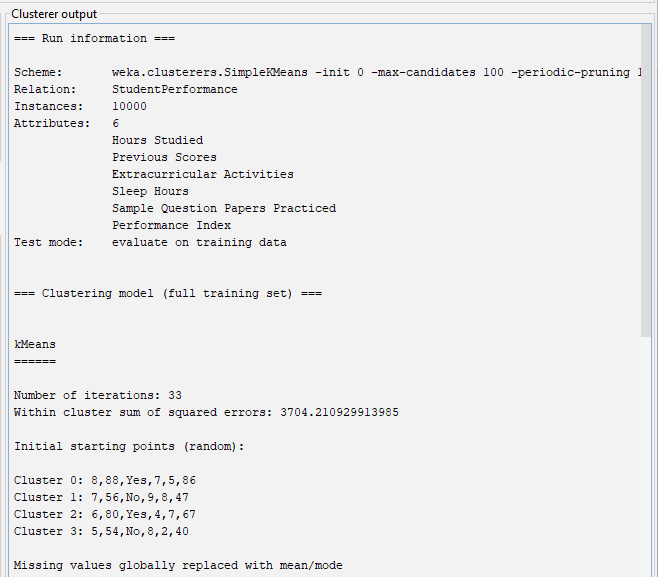 Clusterer output
=== Run information ===
Scheme: weka.clusterers.SimpleKMeans -init 0 -max-candidates 100 -periodic-pruning 1
Relation: StudentPerformance
Instances: 10000
Attributes: 6
Hours Studied
Previous Scores
Extracurricular Activities
Sleep Hours
Sample Question Papers Practiced
Performance Index
Test mode: evaluate on training data
=== Clustering model (full training set) ===
kMeans
======
Number of iterations: 33
Within cluster sum of squared errors: 3704.210929913985
Initial starting points (random):
Cluster 0: 8,88,Yes,7,5,86
Cluster 1: 7,56,No,9,8,47
Cluster 2: 6,80,Yes,4,7,67
Cluster 3: 5,54,No,8,2,40
Missing values globally replaced with mean/mode